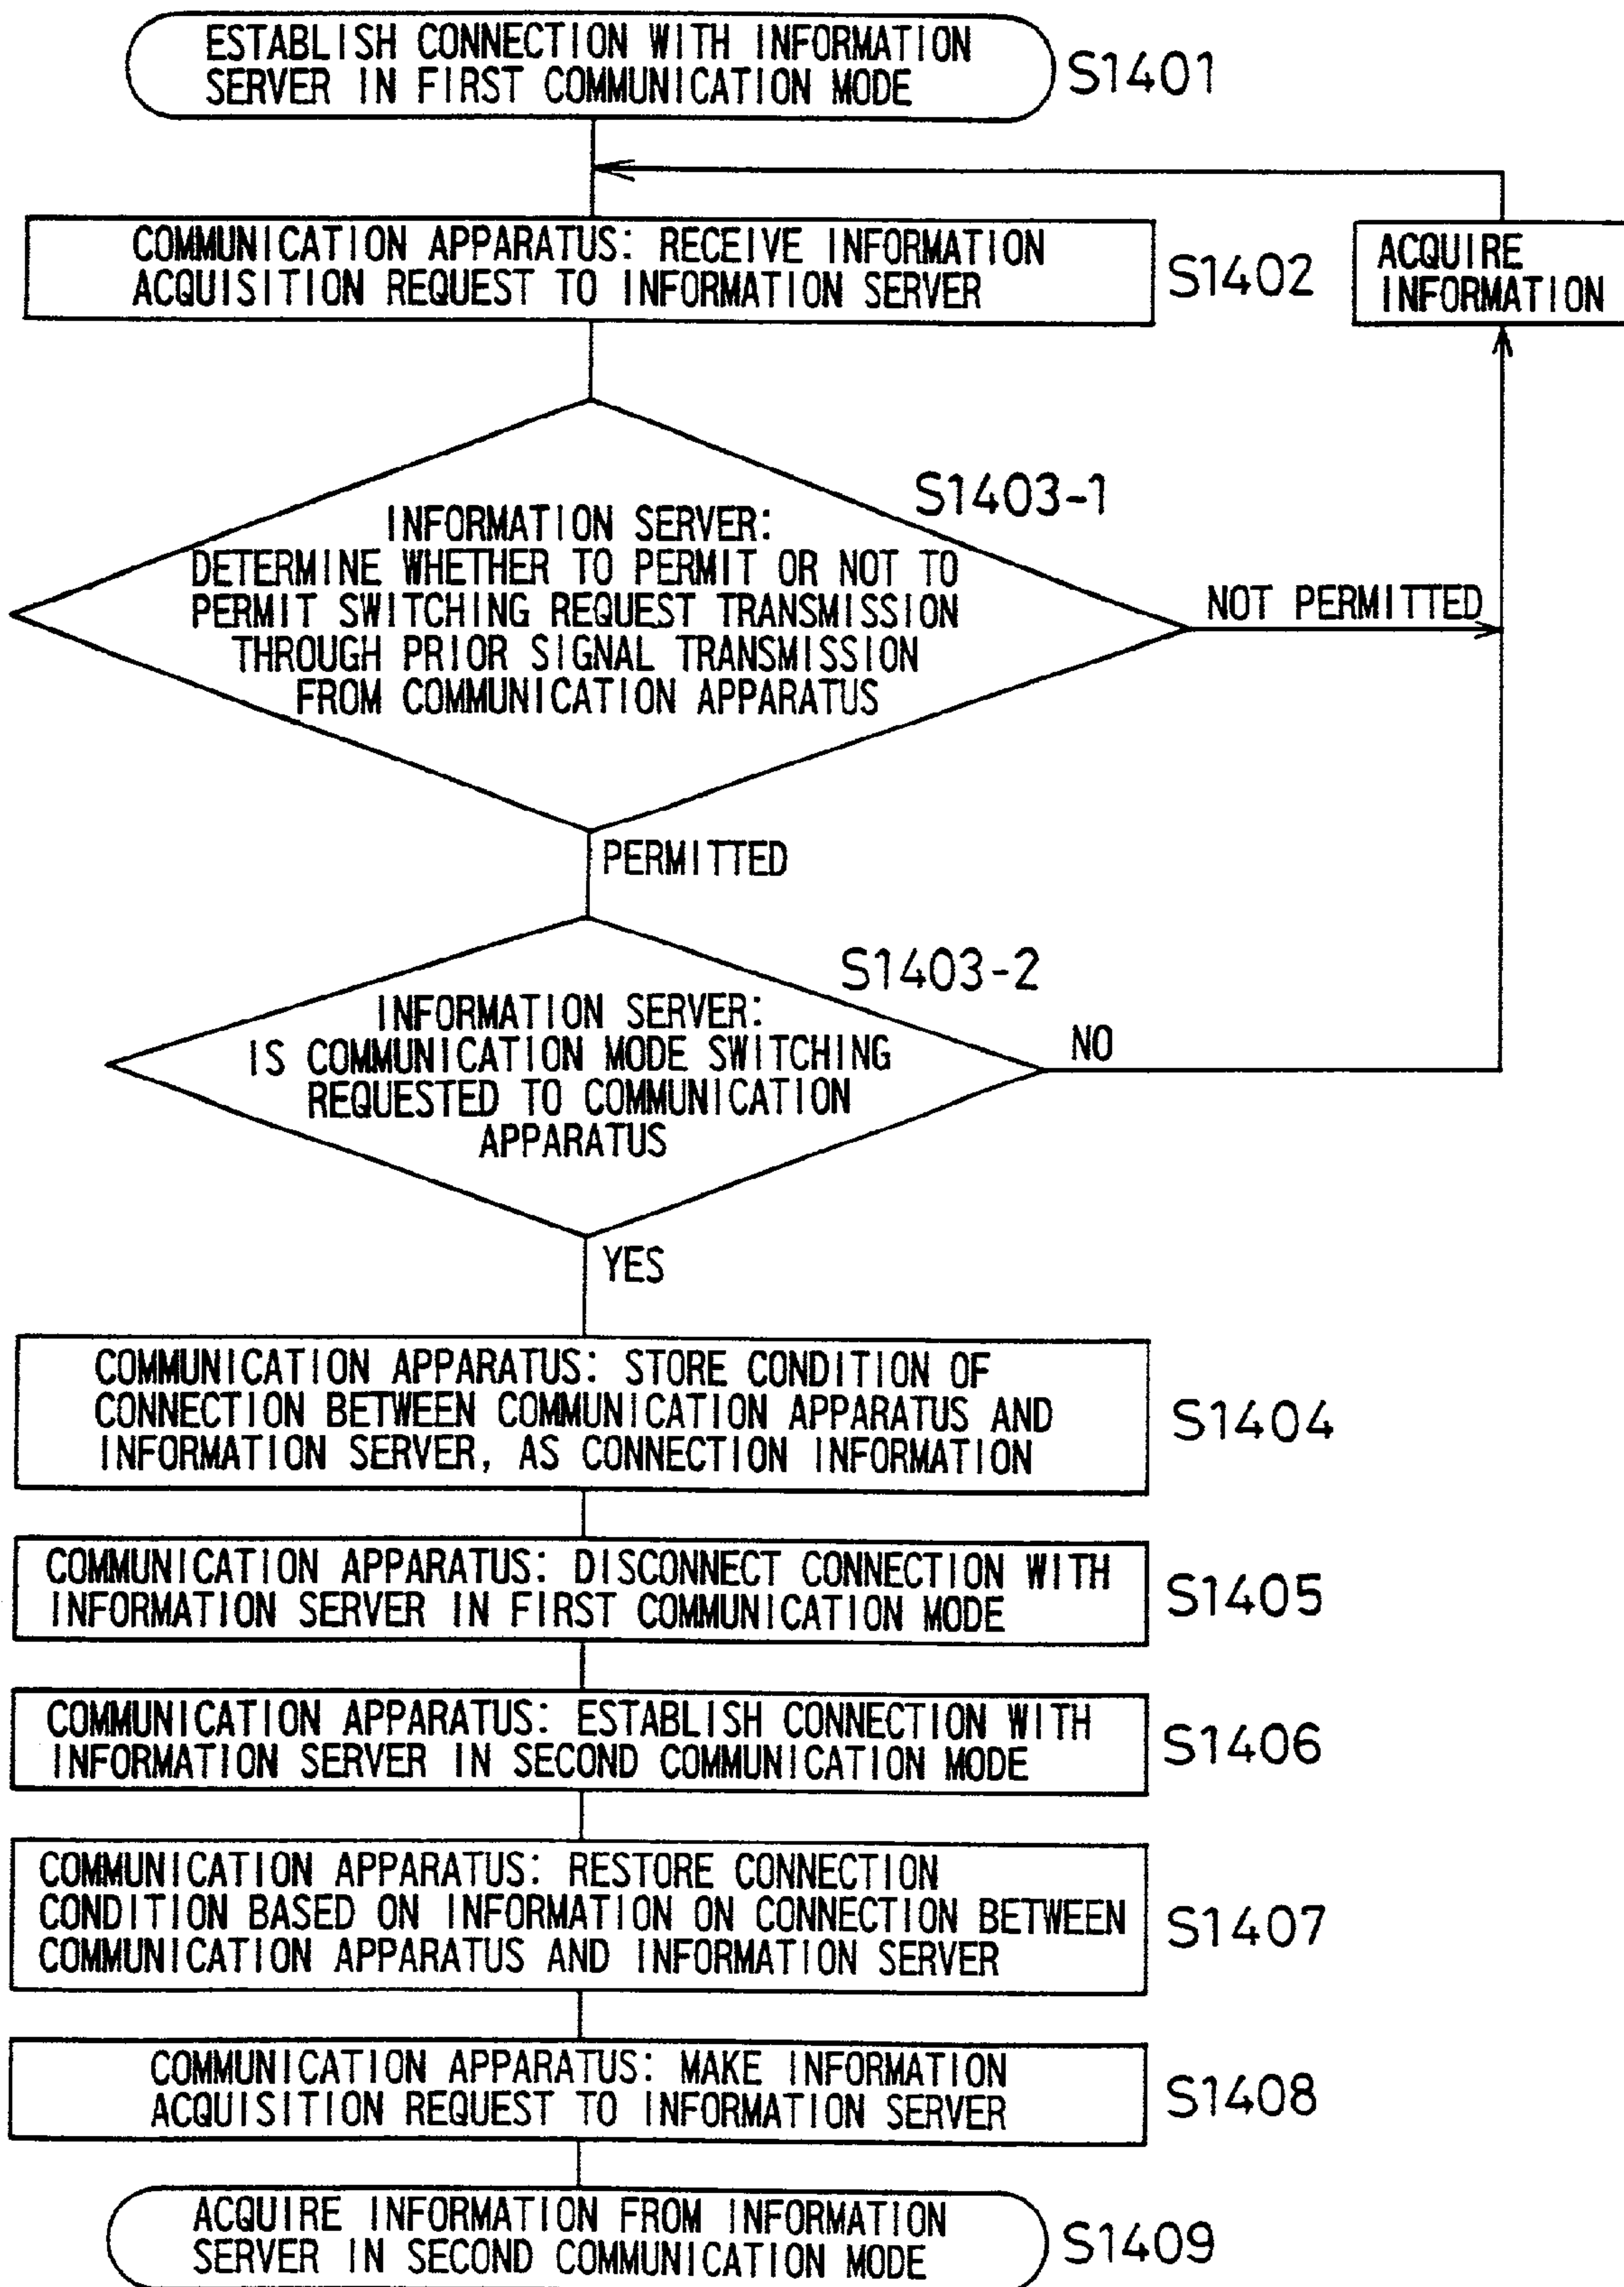 ESTABLISH CONNECTION WITH INFORMATION
SERVER IN FIRST COMMUNICATION MODE
S1401
COMMUNICATION APPARATUS: RECEIVE INFORMATION
ACQUISITION REQUEST TO INFORMATION SERVER
S1402
ACQUIRE
INFORMATION
S1403-1
INFORMATION SERVER:
DETERMINE WHETHER TO PERMIT OR NOT TO
PERMIT SWITCHING REQUEST TRANSMISSION
THROUGH PRIOR SIGNAL TRANSMISSION
FROM COMMUNICATION APPARATUS
NOT PERMITTED
PERMITTED
S1403-2
INFORMATION SERVER:
IS COMMUNICATION MODE SWITCHING
REQUESTED TO COMMUNICATION
APPARATUS
NO
YES
COMMUNICATION APPARATUS: STORE CONDITION OF
CONNECTION BETWEEN COMMUNICATION APPARATUS AND
INFORMATION SERVER, AS CONNECTION INFORMATION
S1404
COMMUNICATION APPARATUS: DISCONNECT CONNECTION WITH
INFORMATION SERVER IN FIRST COMMUNICATION MODE
S1405
COMMUNICATION APPARATUS: ESTABLISH CONNECTION WITH
INFORMATION SERVER IN SECOND COMMUNICATION MODE
S1406
COMMUNICATION APPARATUS: RESTORE CONNECTION
CONDITION BASED ON INFORMATION ON CONNECTION BETWEEN
COMMUNICATION APPARATUS AND INFORMATION SERVER
S1407
COMMUNICATION APPARATUS: MAKE INFORMATION
ACQUISITION REQUEST TO INFORMATION SERVER
S1408
ACQUIRE INFORMATION FROM INFORMATION
SERVER IN SECOND COMMUNICATION MODE
S1409